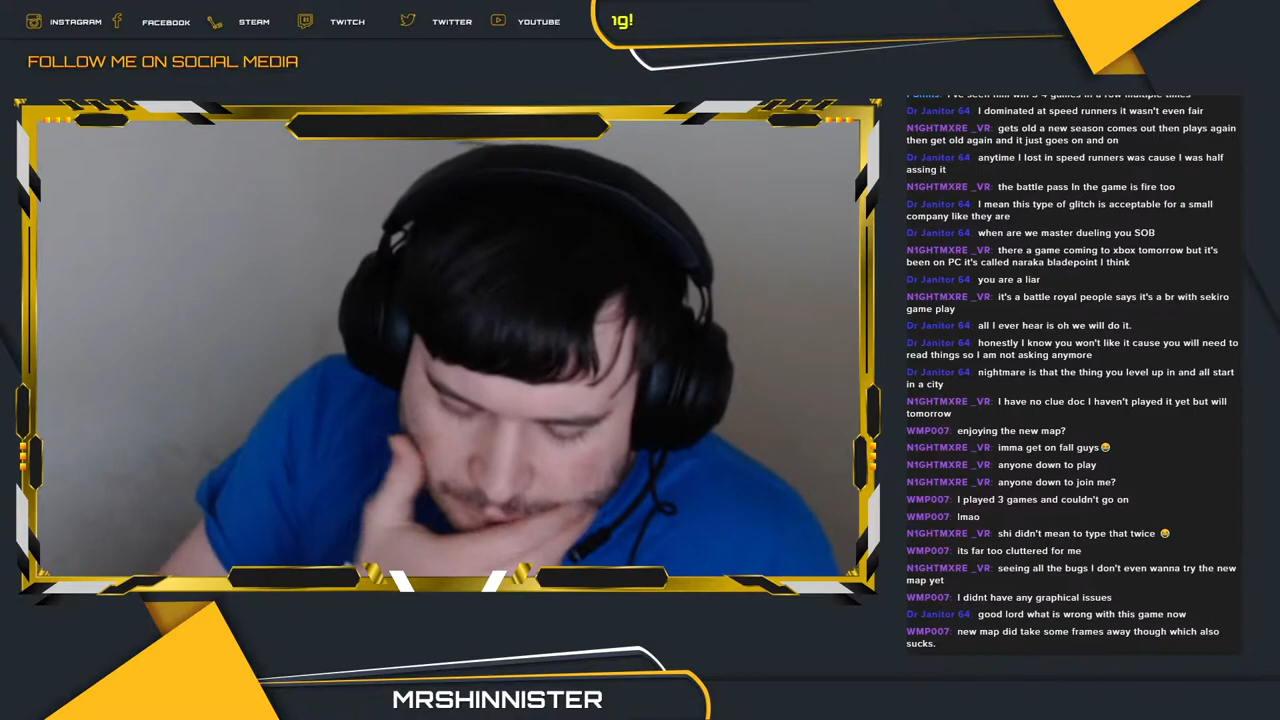 INSTAGRAM FACEBOOK STEAM TWITCH TWITTER YOUTUBE
ng!
FOLLOW ME ON SOCIAL MEDIA
Dr Janitor 64 I dominated at speed runners it wasn't even fair
N1GHTMXRE _VR: gets old a new season comes out then plays again
then get old again and it just goes on and on
Dr Janitor 64 anytime I lost in speed runners was cause I was half
assing it
N1GHTMXRE _VR: the battle pass In the game is fire too
Dr Janitor 64 I mean this type of glitch is acceptable for a small
company like they are
Dr Janitor 64 when are we master dueling you SOB
N1GHTMXRE _VR: there a game coming to xbox tomorrow but it's
been on PC it's called naraka bladepoint I think
Dr Janitor 64 you are a liar
N1GHTMXRE _VR: it's a battle royal people says it's a br with sekiro
game play
Dr Janitor 64 all I ever hear is oh we will do it.
Dr Janitor 64 honestly I know you won't like it cause you will need to
read things so I am not asking anymore
Dr Janitor 64 nightmare is that the thing you level up in and all start
in a city
N1GHTMXRE _VR: I have no clue doc I haven't played it yet but will
tomorrow
WMP007: enjoying the new map?
N1GHTMXRE _VR: imma get on fall guys😭
N1GHTMXRE _VR: anyone down to play
N1GHTMXRE _VR: anyone down to join me?
WMP007: I played 3 games and couldn't go on
WMP007: lmao
N1GHTMXRE _VR: shi didn't mean to type that twice 😭
WMP007: its far too cluttered for me
N1GHTMXRE _VR: seeing all the bugs I don't even wanna try the new
map yet
WMP007: I didnt have any graphical issues
Dr Janitor 64 good lord what is wrong with this game now
WMP007: new map did take some frames away though which also
sucks.
MRSHINNISTER